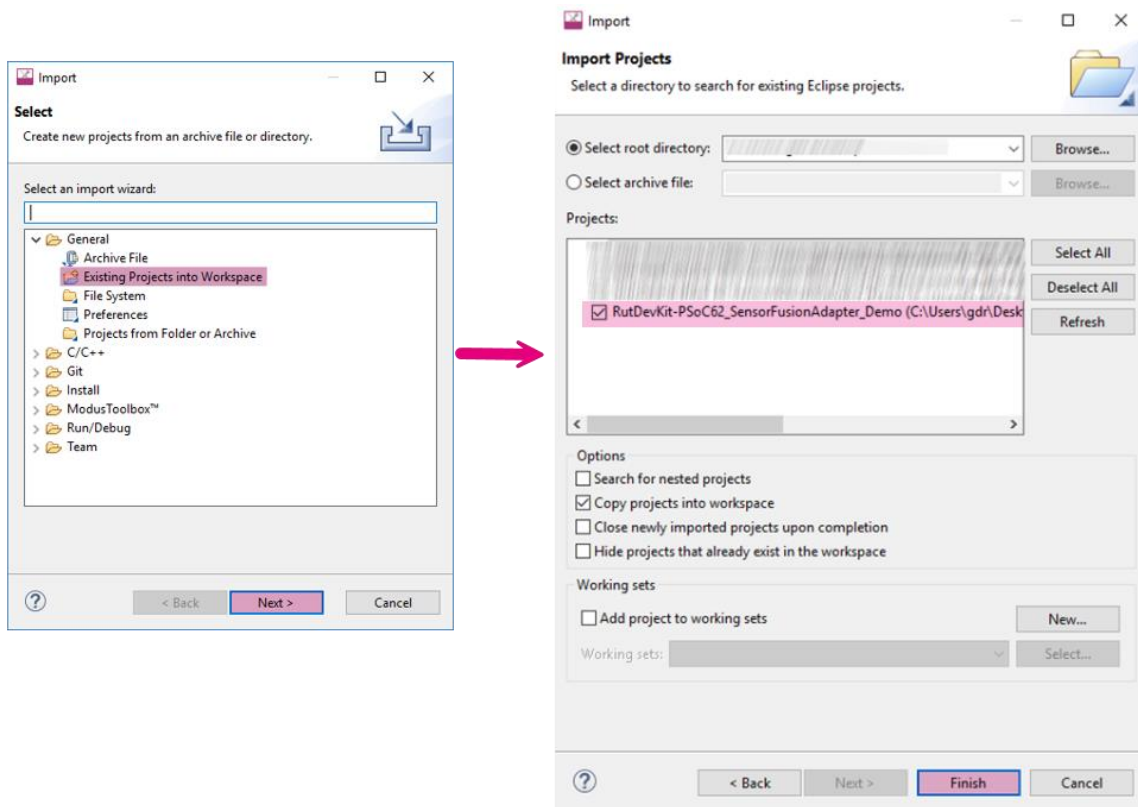 Import
Select
Create new projects from an archive file or directory.
Select an import wizard:
General
Archive File
Existing Projects into Workspace
File System
Preferences
Projects from Folder or Archive
C/C++
Git
Install
ModusToolbox™
Run/Debug
Team
?
< Back
Next >
Cancel
Import
Import Projects
Select a directory to search for existing Eclipse projects.
Select root directory:
Browse...
Select archive file:
Browse...
Projects:
Select All
Deselect All
RutDevKit-PSoC62_SensorFusionAdapter_Demo (C:\Users\gdr\Desk
Refresh
Options
Search for nested projects
Copy projects into workspace
Close newly imported projects upon completion
Hide projects that already exist in the workspace
Working sets
Add project to working sets
New...
Working sets:
Select...
?
< Back
Next >
Finish
Cancel